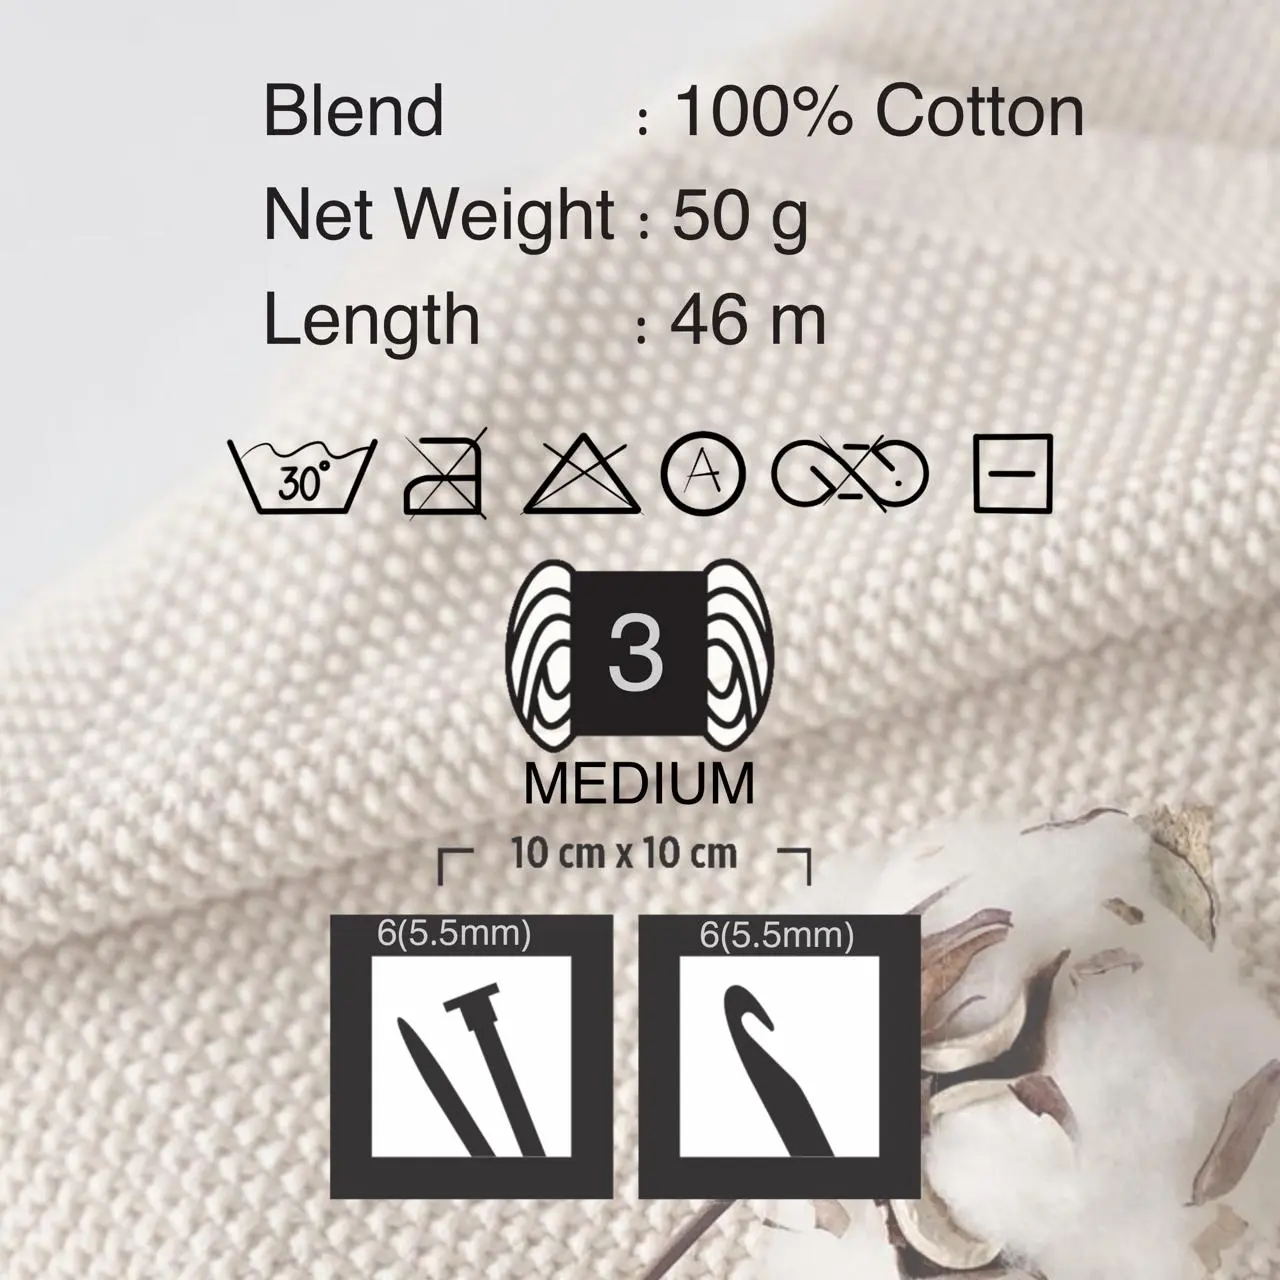 Blend : 100% Cotton
Net Weight : 50 g
Length : 46 m
30°
A
3
MEDIUM
10 cm x 10 cm
6(5.5mm) 6(5.5mm)